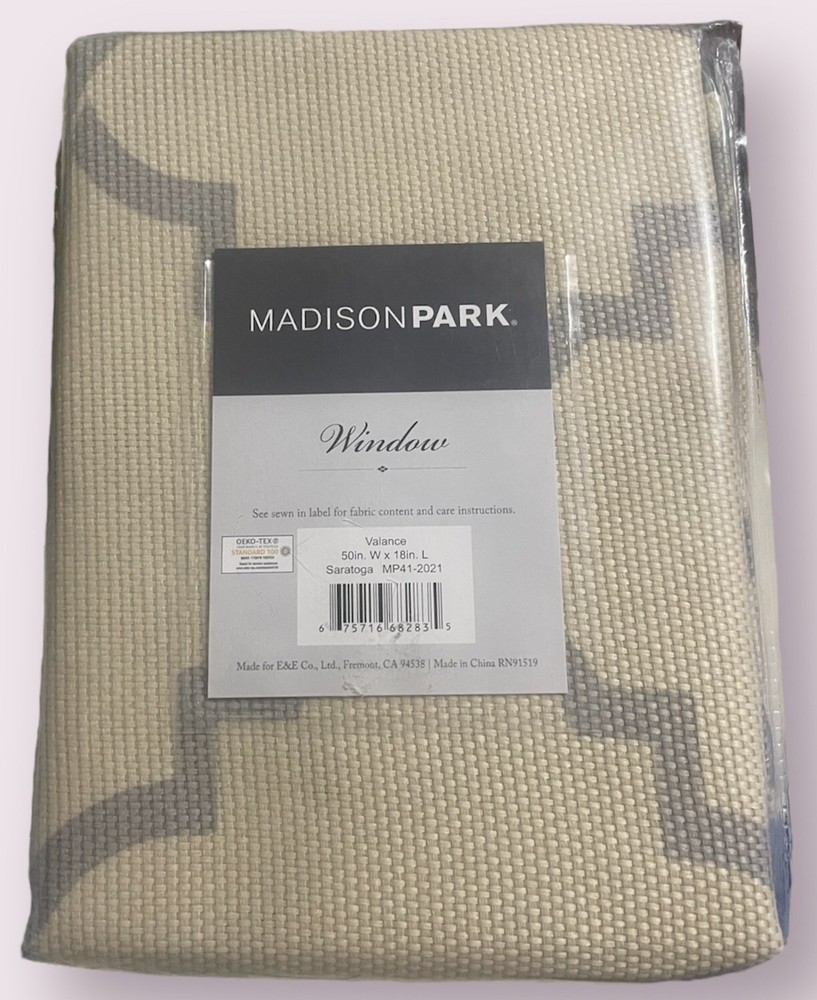 MADISONPARK®
Window
See sewn in label for fabric content and care instructions.
OEKO-TEX®
STANDARD 100
Valance
50in. W x 18in. L
Saratoga MP41-2021
6 75716 68283 5
Made for E&E Co., Ltd., Fremont, CA 94538 | Made in China RN91519